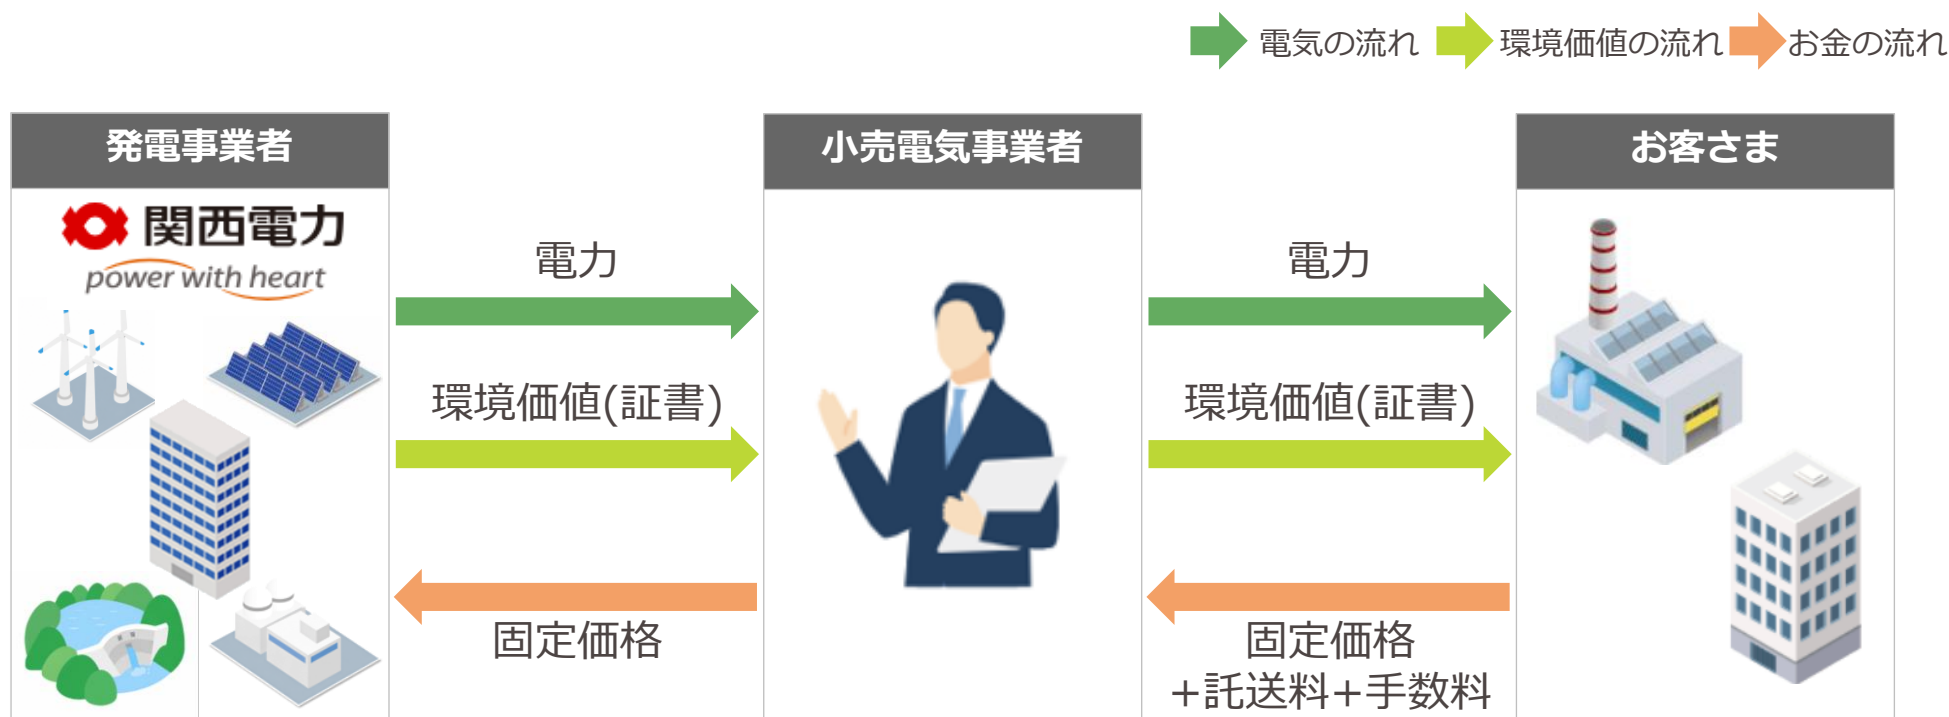 電気の流れ
環境価値の流れ
お金の流れ
発電事業者
関西電力
power with heart
電力
環境価値(証書)
固定価格
小売電気事業者
電力
環境価値(証書)
固定価格
+託送料+手数料
お客さま